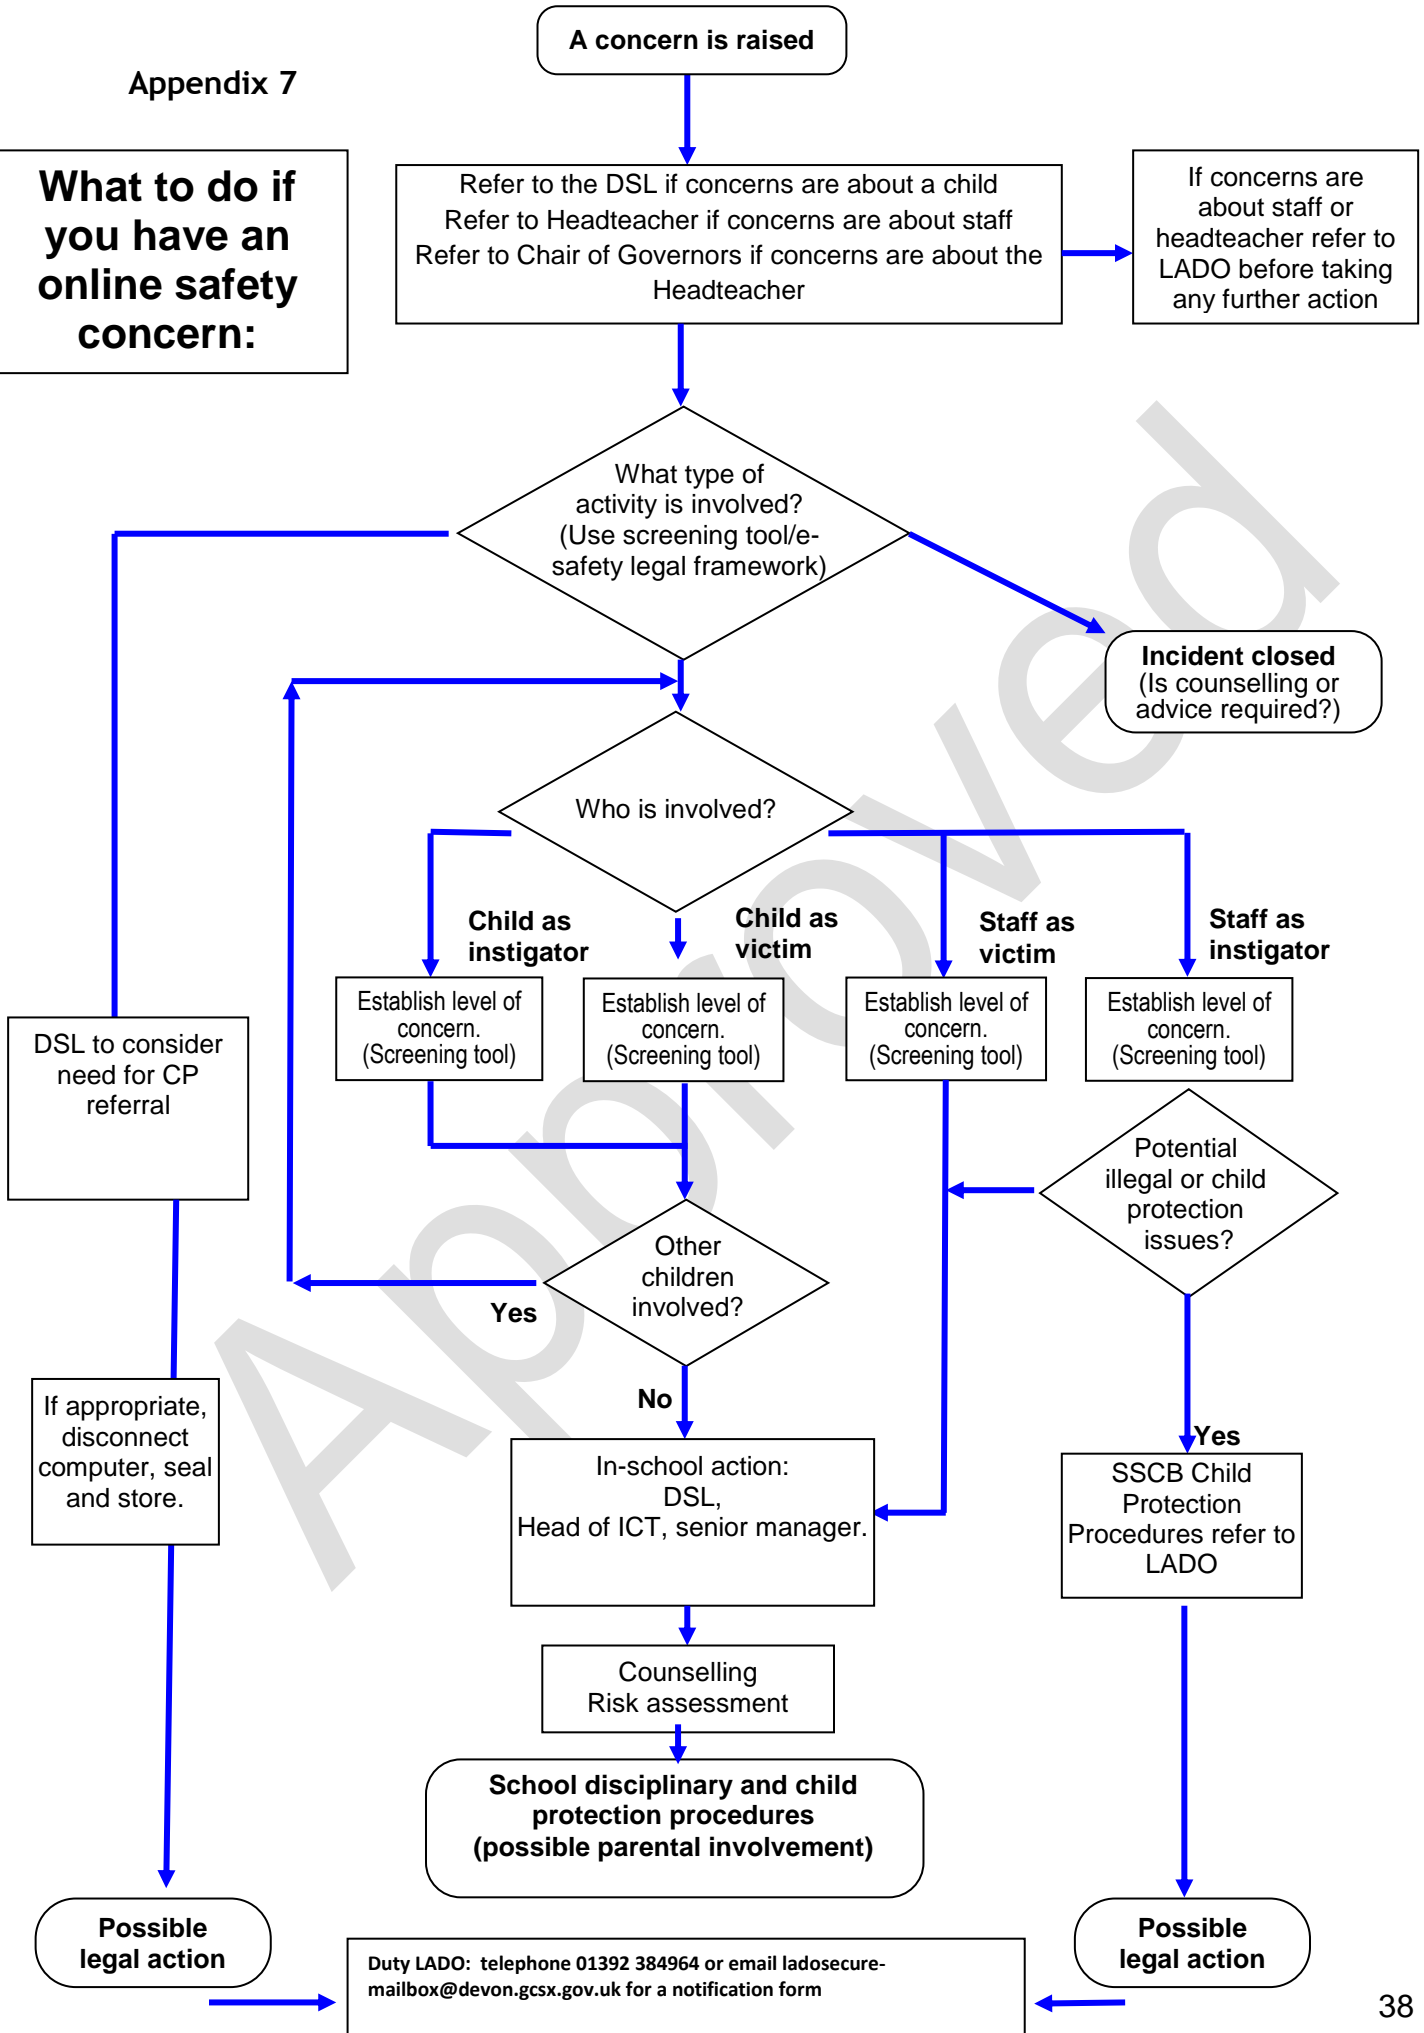 A concern is raised
Appendix 7
What to do if
you have an
online safety
concern:
Refer to the DSL if concerns are about a child
Refer to Headteacher if concerns are about staff
Refer to Chair of Governors if concerns are about the
Headteacher
If concerns are
about staff or
headteacher refer to
LADO before taking
any further action
What type of
activity is involved?
(Use screening tool/e-
safety legal framework)
Incident closed
(Is counselling or
advice required?)
Who is involved?
Child as
instigator
Child as
victim
Staff as
victim
Staff as
instigator
Establish level of
concern.
(Screening tool)
Establish level of
concern.
(Screening tool)
Establish level of
concern.
(Screening tool)
Establish level of
concern.
(Screening tool)
DSL to consider
need for CP
referral
Potential
illegal or child
protection
issues?
Other
children
involved?
Yes
No
If appropriate,
disconnect
computer, seal
and store.
In-school action:
DSL,
Head of ICT, senior manager.
Yes
SSCB Child
Protection
Procedures refer to
LADO
Counselling
Risk assessment
School disciplinary and child
protection procedures
(possible parental involvement)
Possible
legal action
Possible
legal action
Duty LADO: telephone 01392 384964 or email ladosecure-
mailbox@devon.gcsx.gov.uk for a notification form
38
Approved